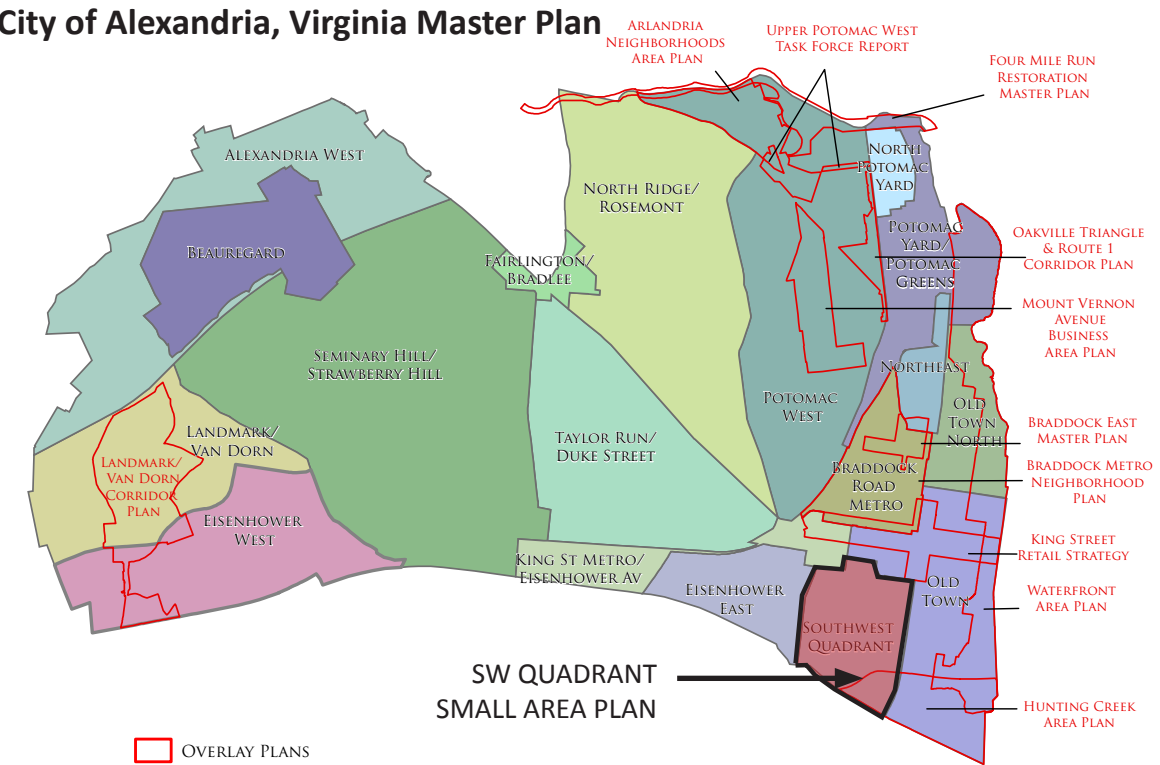 City of Alexandria, Virginia Master Plan
Arlandria
Neighborhoods
Area Plan
Upper Potomac West
Task Force Report
Four Mile Run
Restoration
Master Plan
Alexandria West
North
Potomac
Yard
North Ridge/
Rosemont
Beauregard
Potomac
Yard/
Potomac
Greens
Oakville Triangle
& Route 1
Corridor Plan
Fairlington/
Bradlee
Mount Vernon
Avenue
Business
Area Plan
Seminary Hill/
Strawberry Hill
Northeast
Potomac
West
Old
Town
North
Braddock East
Master Plan
Landmark/
Van Dorn
Taylor Run/
Duke Street
Landmark/
Van Dorn
Corridor
Plan
Braddock
Road
Metro
Braddock Metro
Neighborhood
Plan
Eisenhower
West
King Street
Retail Strategy
King St Metro/
Eisenhower Av
Eisenhower
East
Old
Town
Waterfront
Area Plan
Southwest
Quadrant
SW QUADRANT
SMALL AREA PLAN
Hunting Creek
Area Plan
Overlay Plans